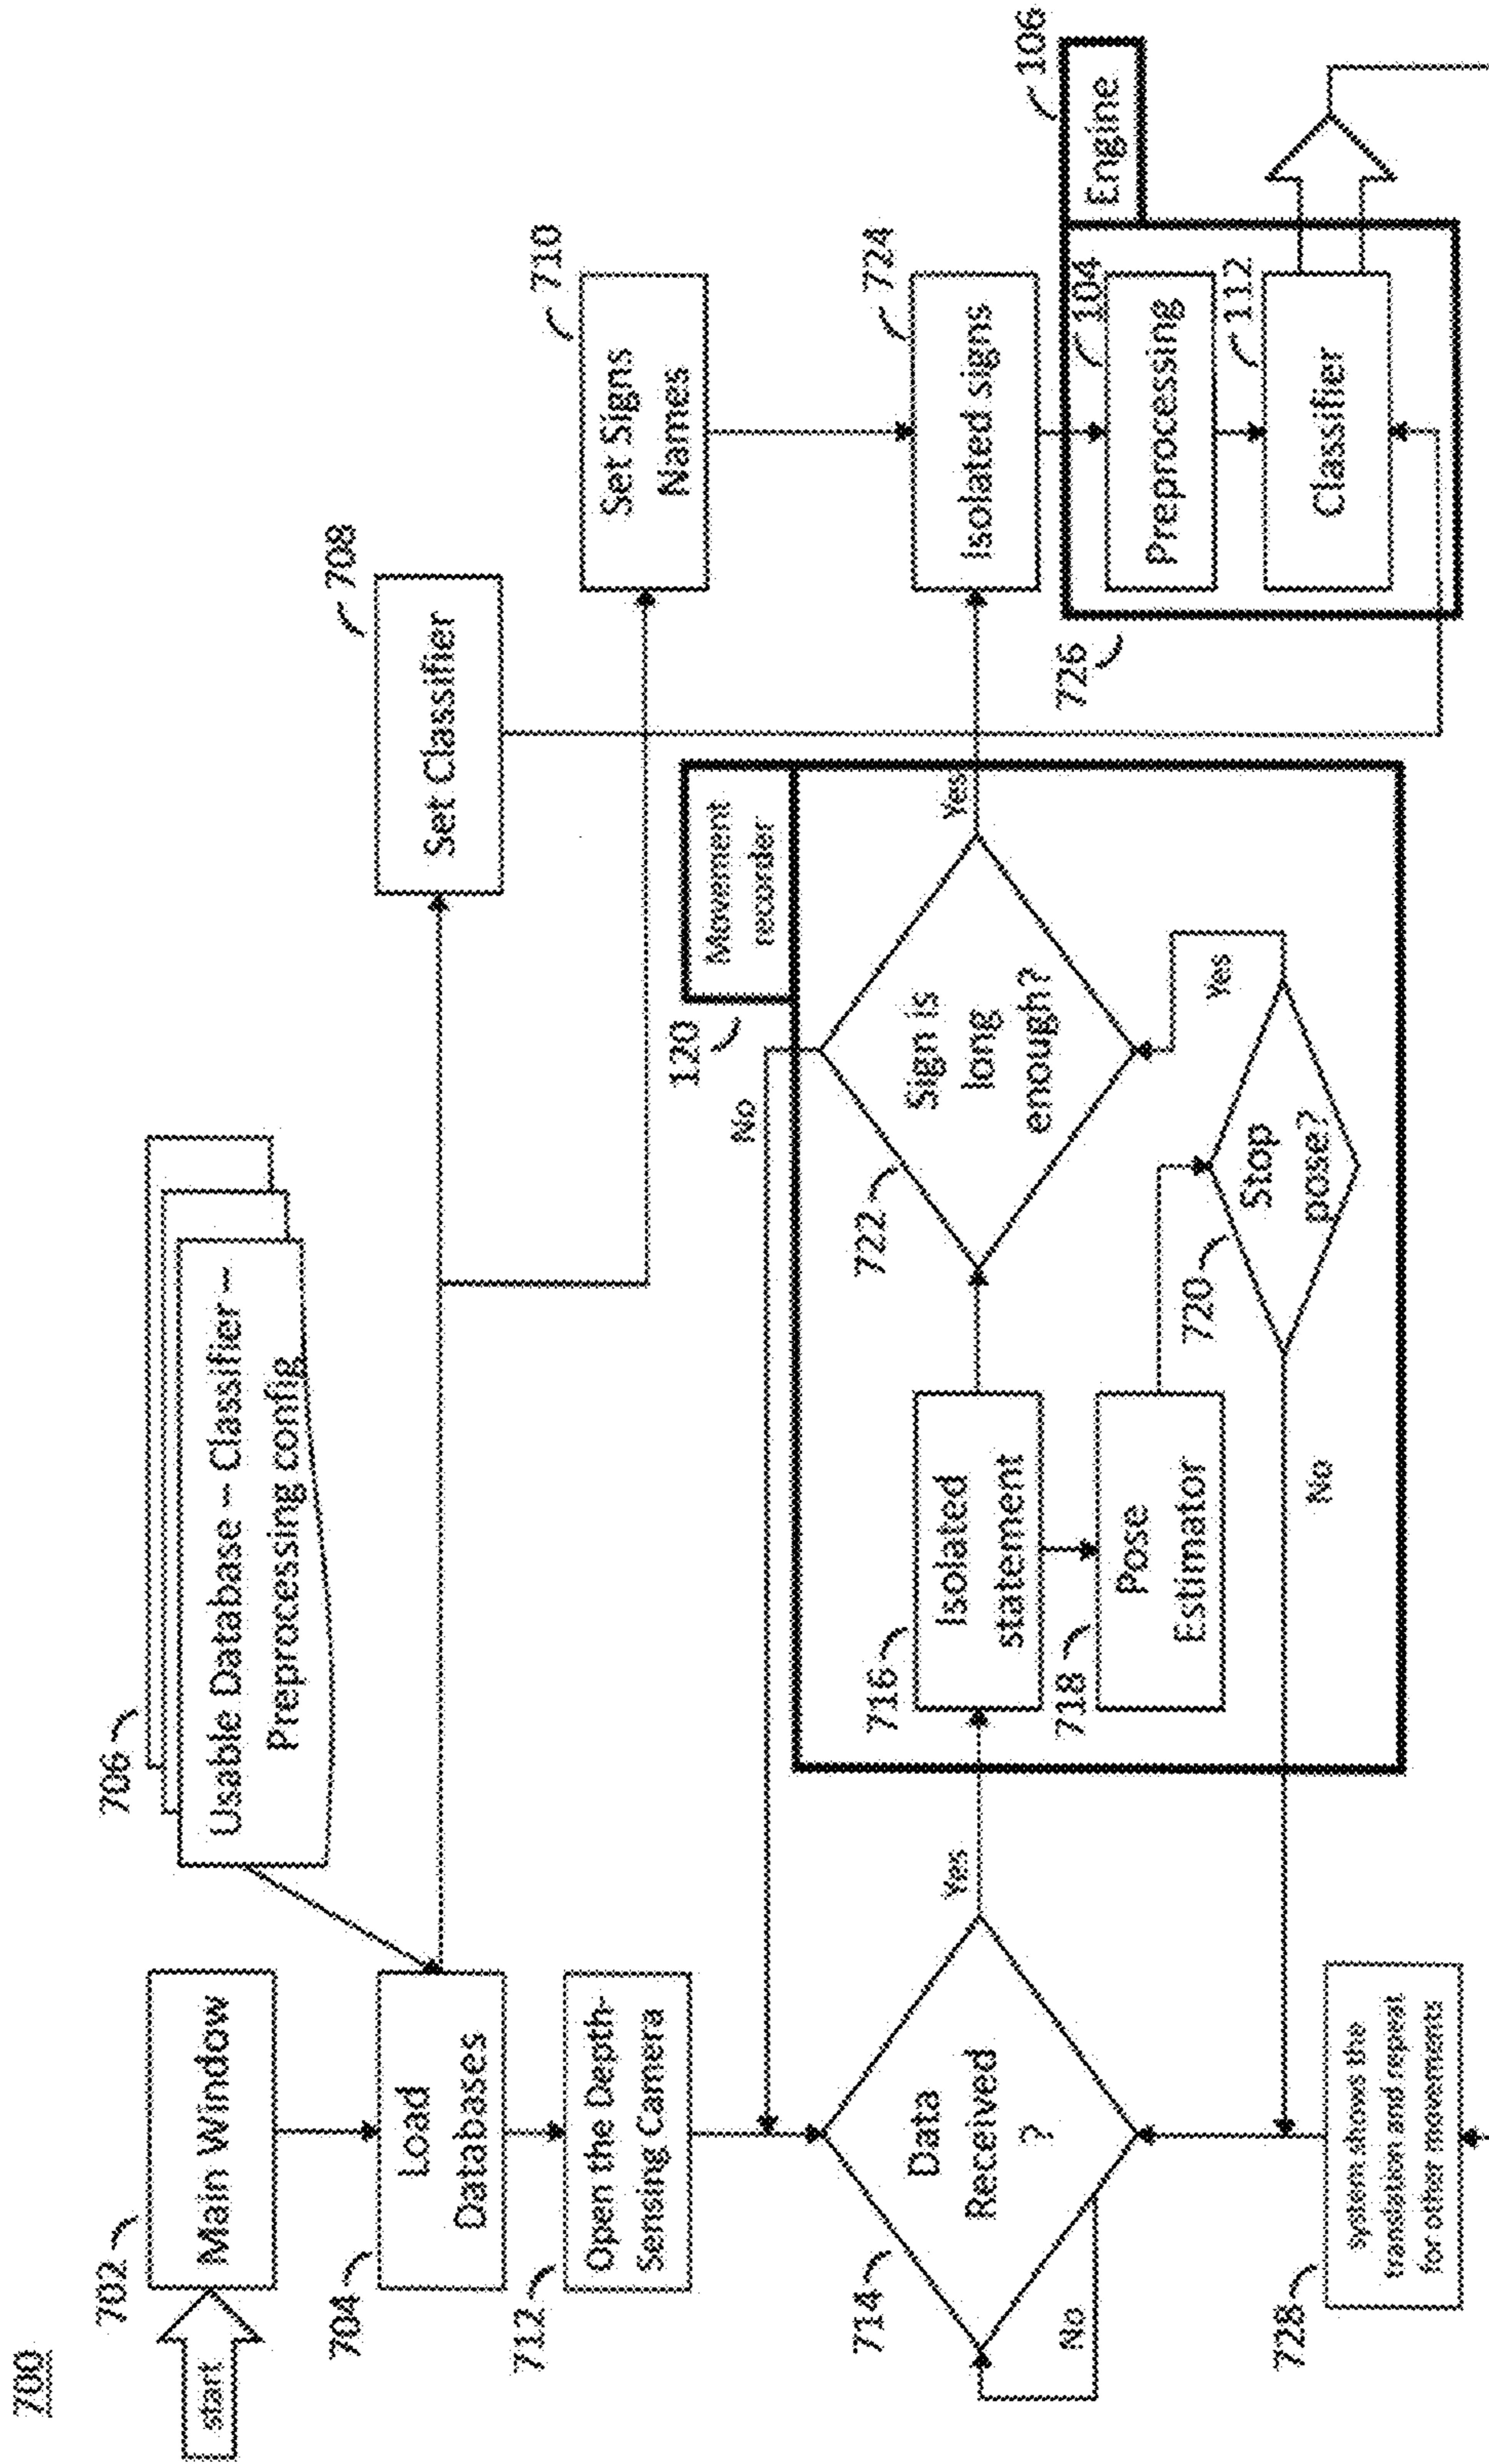 700
start
702
Main Window
706
Usable Database – Classifier –
Preprocessing config
704
Load
Databases
708
Set Classifier
710
Set Signs
Names
712
Open the Depth-
Sensing Camera
714
Data
Received
?
No
Yes
No
120
Movement
recorder
716
Isolated
statement
718
Pose
Estimator
720
Stop
pose?
No
Yes
722
Sign is
long
enough?
Yes
724
Isolated signs
726
106
Engine
104
Preprocessing
112
Classifier
728
system shows the
translation and repeat
for other movements